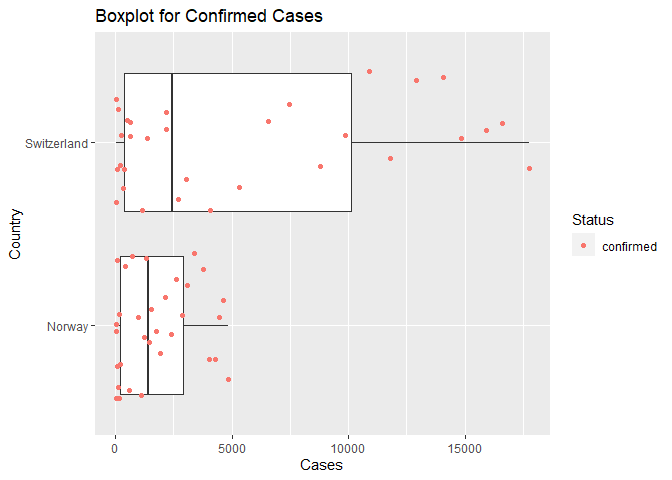 Boxplot for Confirmed Cases
Switzerland
Norway
Country
0 5000 10000 15000
Cases
Status
confirmed